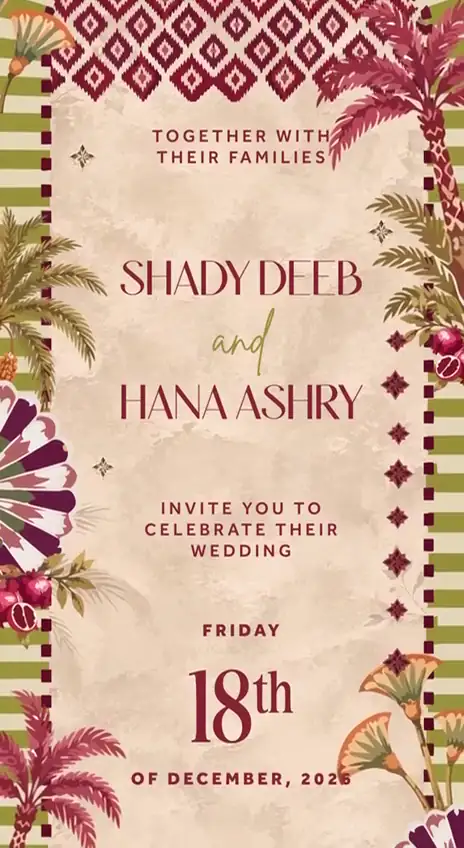 TOGETHER WITH
THEIR FAMILIES
SHADY DEEB
and
HANA ASHRY
INVITE YOU TO
CELEBRATE THEIR
WEDDING
FRIDAY
18th
OF DECEMBER, 2026